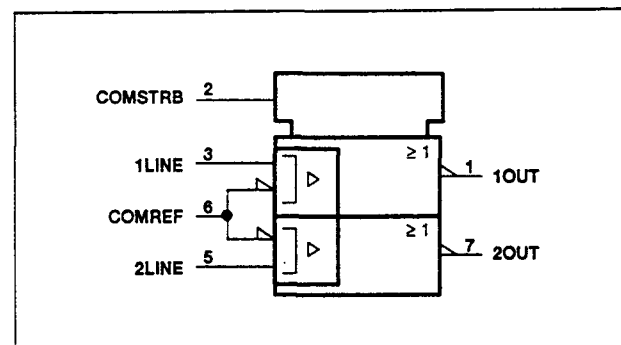 COMSTRB 2
≥ 1
1LINE 3
1 1OUT
COMREF 6
≥ 1
2LINE 5
7 2OUT